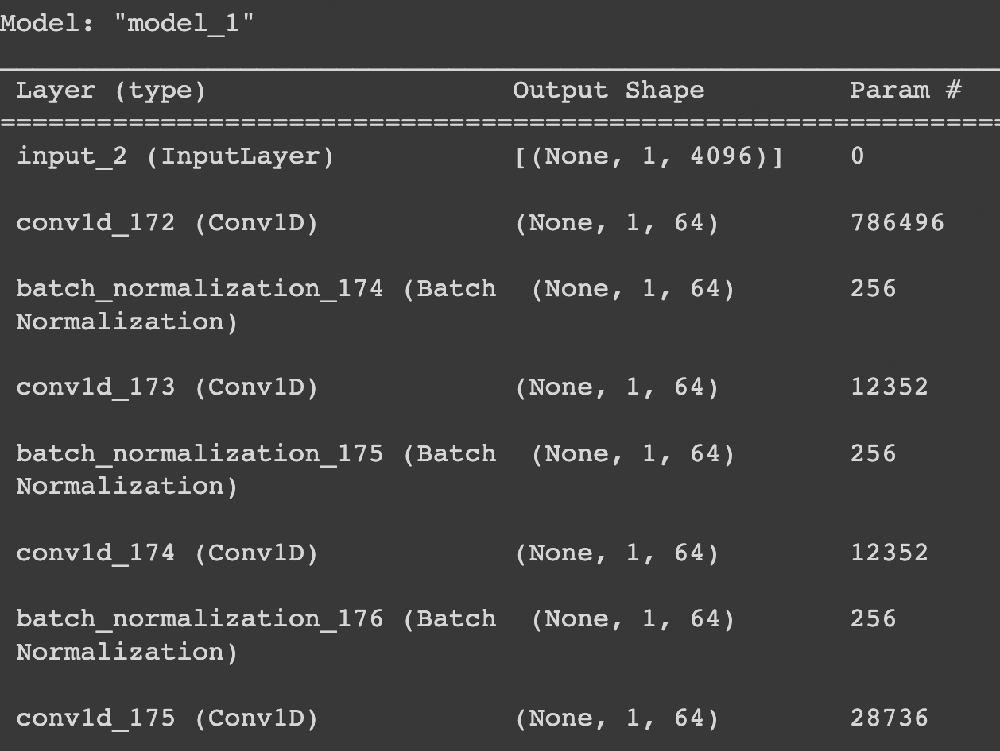 Model: "model_1"
Layer (type) Output Shape Param #
=================================================================
input_2 (InputLayer) [(None, 1, 4096)] 0
conv1d_172 (Conv1D) (None, 1, 64) 786496
batch_normalization_174 (Batch (None, 1, 64) 256
Normalization)
conv1d_173 (Conv1D) (None, 1, 64) 12352
batch_normalization_175 (Batch (None, 1, 64) 256
Normalization)
conv1d_174 (Conv1D) (None, 1, 64) 12352
batch_normalization_176 (Batch (None, 1, 64) 256
Normalization)
conv1d_175 (Conv1D) (None, 1, 64) 28736